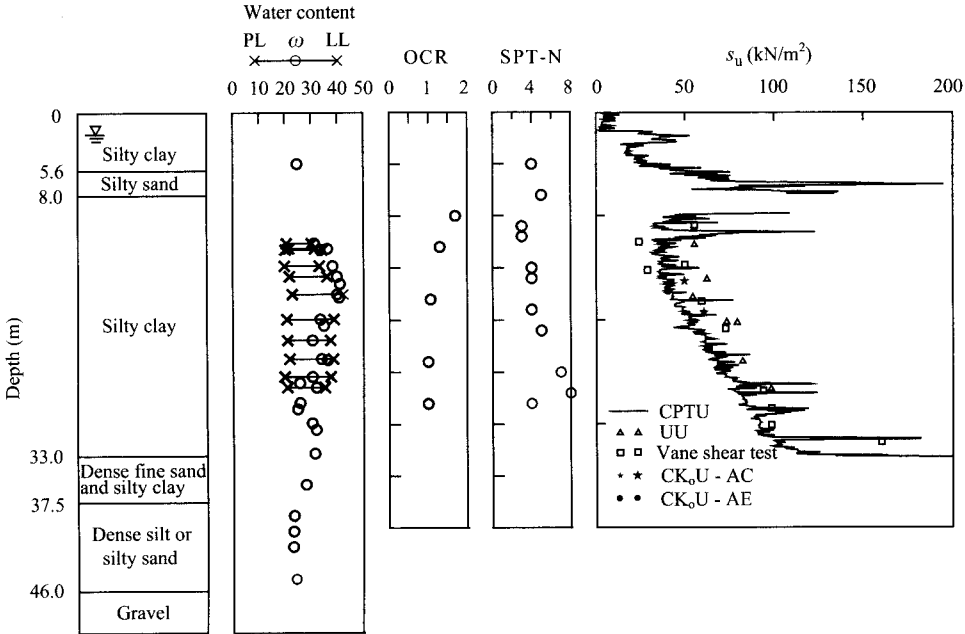 Water content
PL ω LL
0 10 20 30 40 50
OCR
0 1 2
SPT-N
0 2 4 6 8
su (kN/m²)
0 50 100 200
Depth (m)
0
5.6
8.0
33.0
37.5
46.0
Silty clay
Silty sand
Silty clay
Dense fine sand
and silty clay
Dense silt or
silty sand
Gravel
CPTU
UU
Vane shear test
CKoU - AC
CKoU - AE